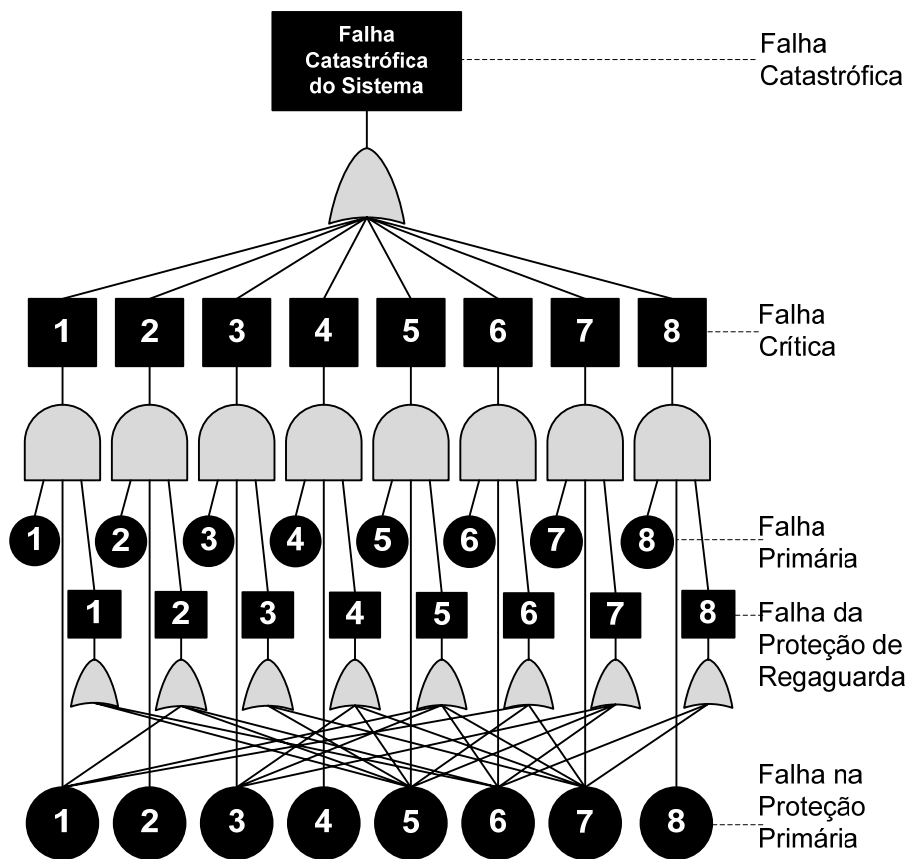 Falha
Catastrófica
do Sistema
Falha
Catastrófica
1 2 3 4 5 6 7 8
Falha
Crítica
1 2 3 4 5 6 7 8
Falha
Primária
1 2 3 4 5 6 7 8
Falha da
Proteção de
Regaguarda
1 2 3 4 5 6 7 8
Falha na
Proteção
Primária